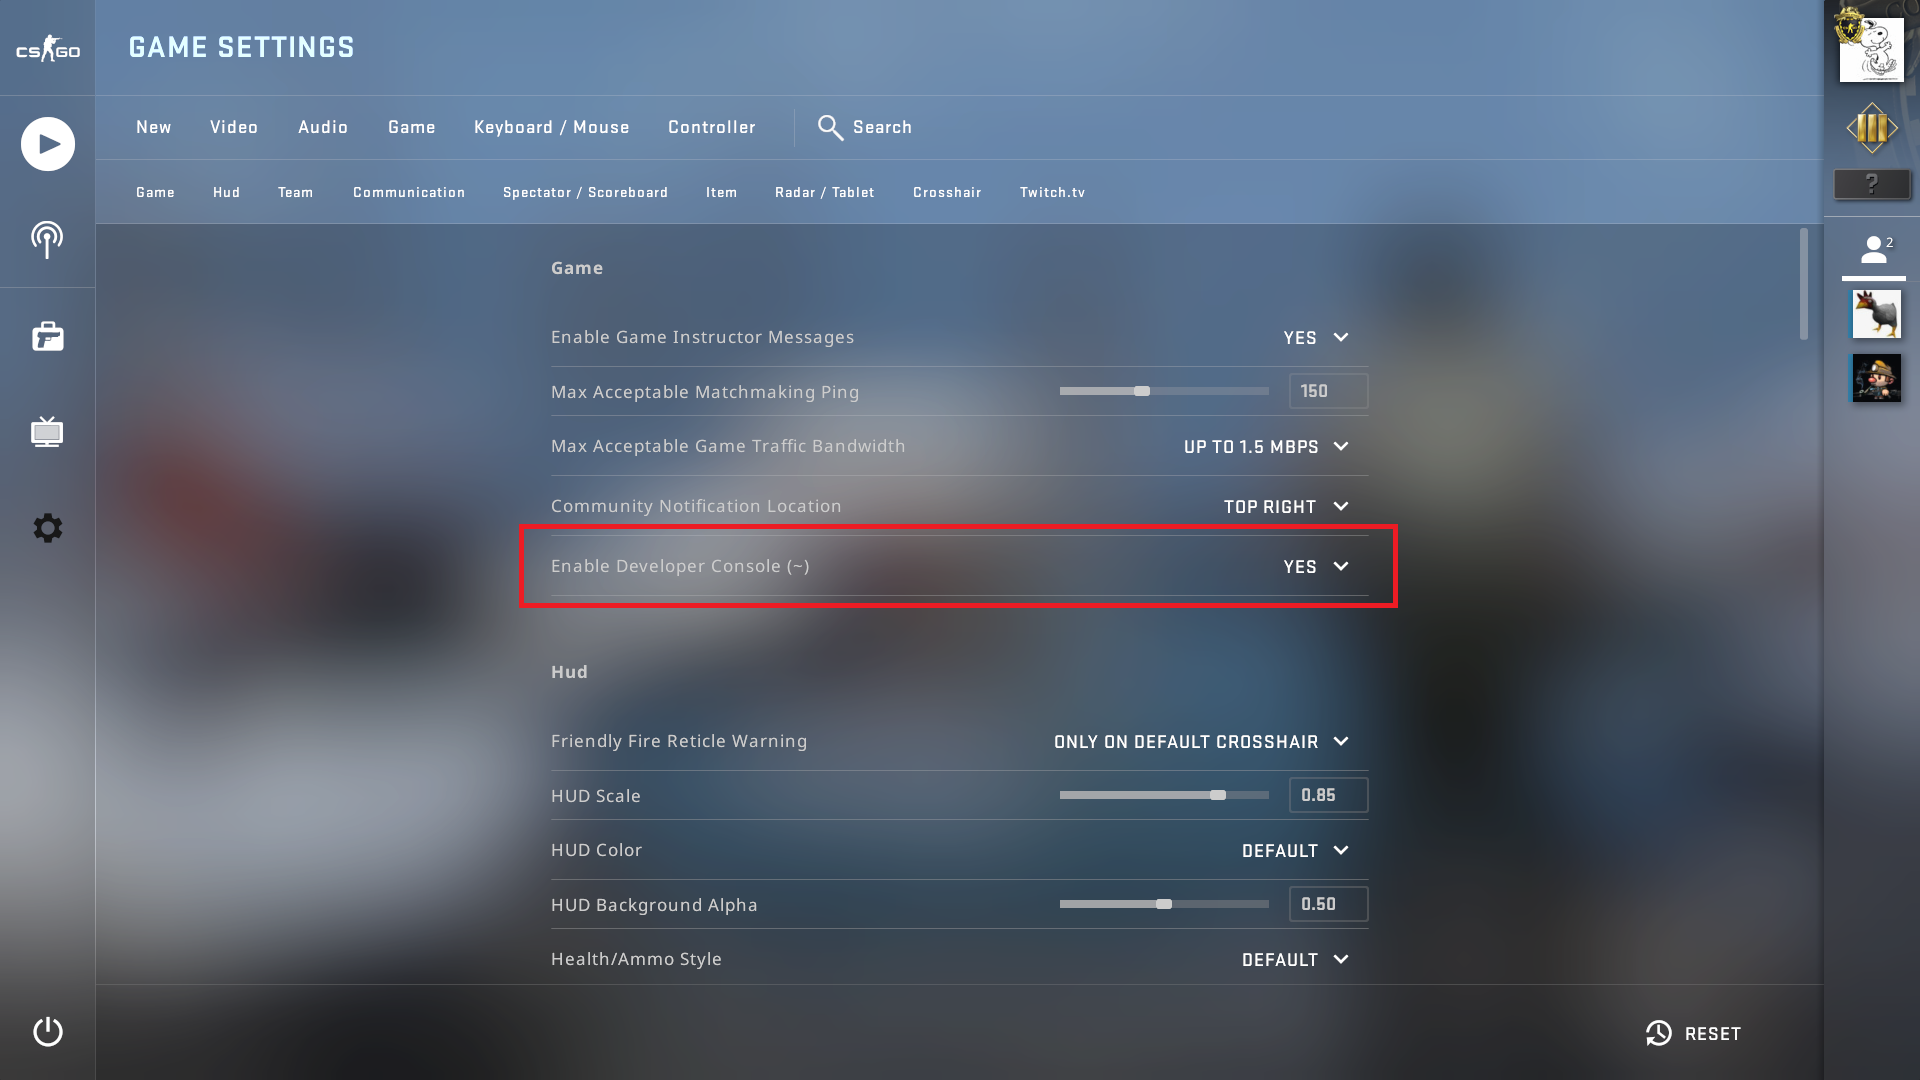 CS GO
GAME SETTINGS
New Video Audio Game Keyboard / Mouse Controller Search
Game Hud Team Communication Spectator / Scoreboard Item Radar / Tablet Crosshair Twitch.tv
?
2
Game
Enable Game Instructor Messages YES
Max Acceptable Matchmaking Ping 150
Max Acceptable Game Traffic Bandwidth UP TO 1.5 MBPS
Community Notification Location TOP RIGHT
Enable Developer Console (~) YES
Hud
Friendly Fire Reticle Warning ONLY ON DEFAULT CROSSHAIR
HUD Scale 0.85
HUD Color DEFAULT
HUD Background Alpha 0.50
Health/Ammo Style DEFAULT
RESET